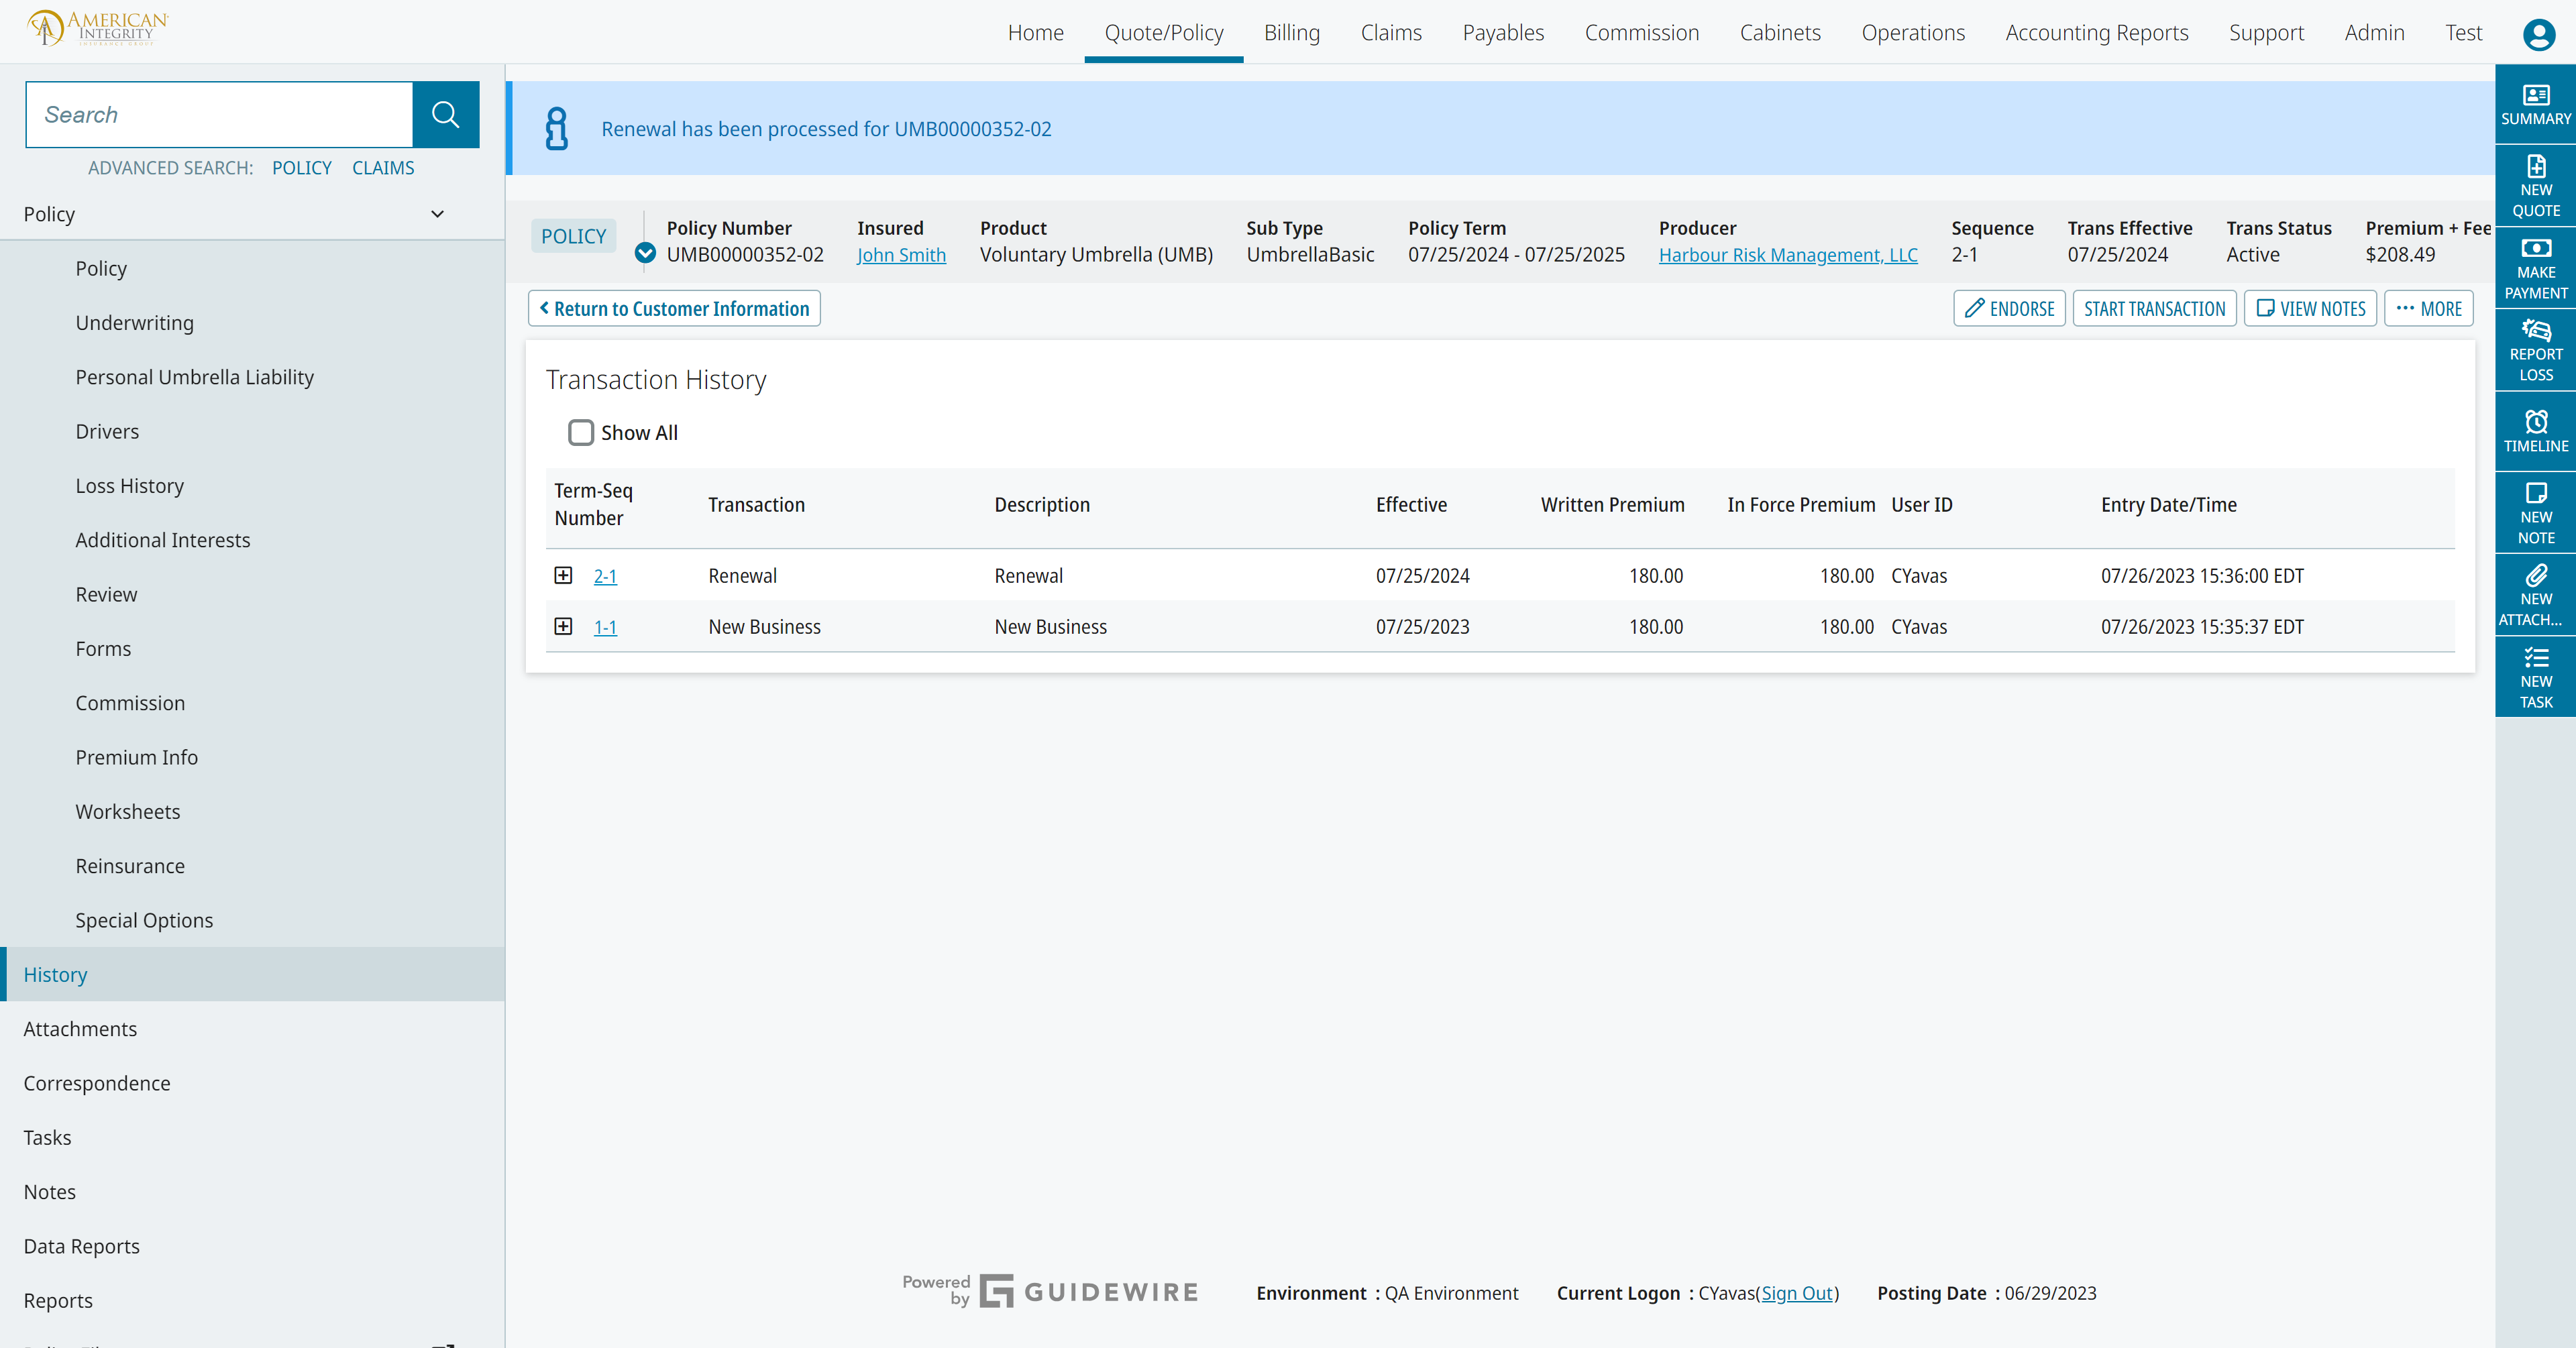 AMERICAN
INTEGRITY
INSURANCE GROUP
Home
Quote/Policy
Billing
Claims
Payables
Commission
Cabinets
Operations
Accounting Reports
Support
Admin
Test
Search
ADVANCED SEARCH: POLICY CLAIMS
Policy
Policy
Underwriting
Personal Umbrella Liability
Drivers
Loss History
Additional Interests
Review
Forms
Commission
Premium Info
Worksheets
Reinsurance
Special Options
History
Attachments
Correspondence
Tasks
Notes
Data Reports
Reports
Renewal has been processed for UMB00000352-02
POLICY
Policy Number Insured Product Sub Type Policy Term Producer Sequence Trans Effective Trans Status Premium + Fee
UMB00000352-02 John Smith Voluntary Umbrella (UMB) UmbrellaBasic 07/25/2024 - 07/25/2025 Harbour Risk Management, LLC 2-1 07/25/2024 Active $208.49
Return to Customer Information
ENDORSE
START TRANSACTION
VIEW NOTES
MORE
Transaction History
Show All
Term-Seq
Number Transaction Description Effective Written Premium In Force Premium User ID Entry Date/Time
2-1 Renewal Renewal 07/25/2024 180.00 180.00 CYavas 07/26/2023 15:36:00 EDT
1-1 New Business New Business 07/25/2023 180.00 180.00 CYavas 07/26/2023 15:35:37 EDT
SUMMARY
NEW
QUOTE
MAKE
PAYMENT
REPORT
LOSS
TIMELINE
NEW
NOTE
NEW
ATTACH...
NEW
TASK
Powered
by
GUIDEWIRE
Environment : QA Environment
Current Logon : CYavas(Sign Out)
Posting Date : 06/29/2023